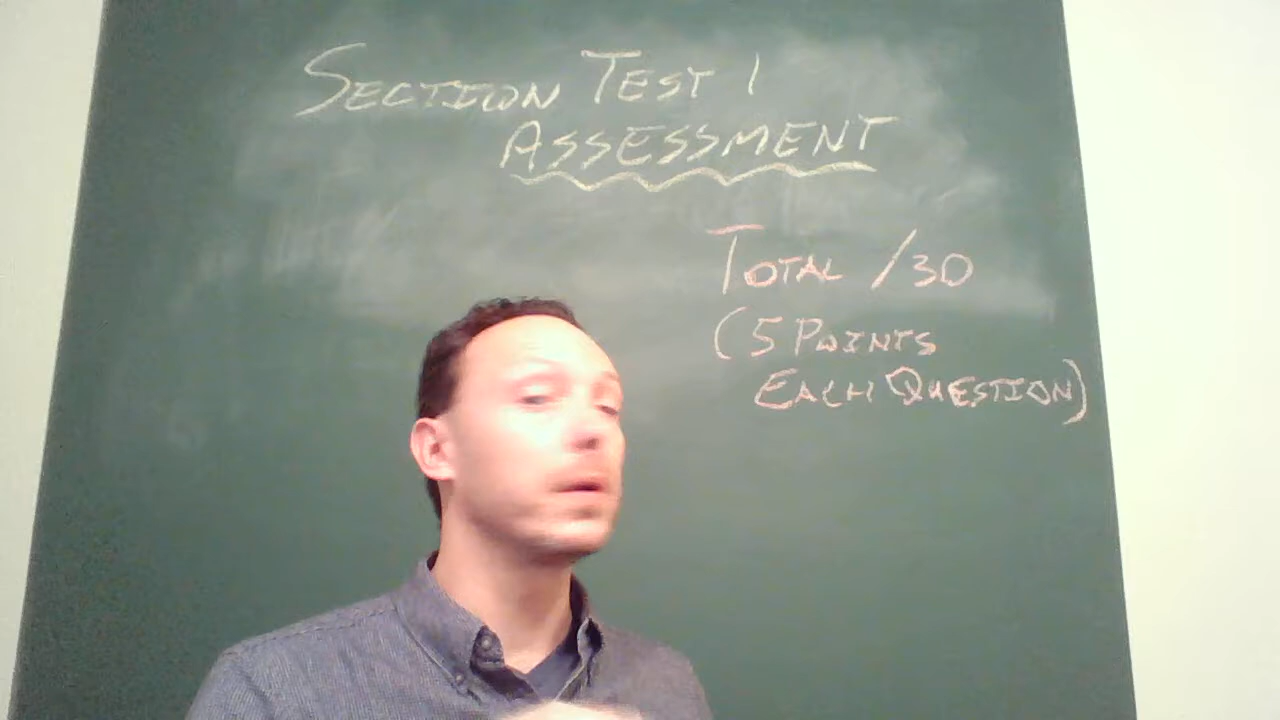 SECTION TEST 1
ASSESSMENT
TOTAL /30
(5 POINTS
EACH QUESTION)